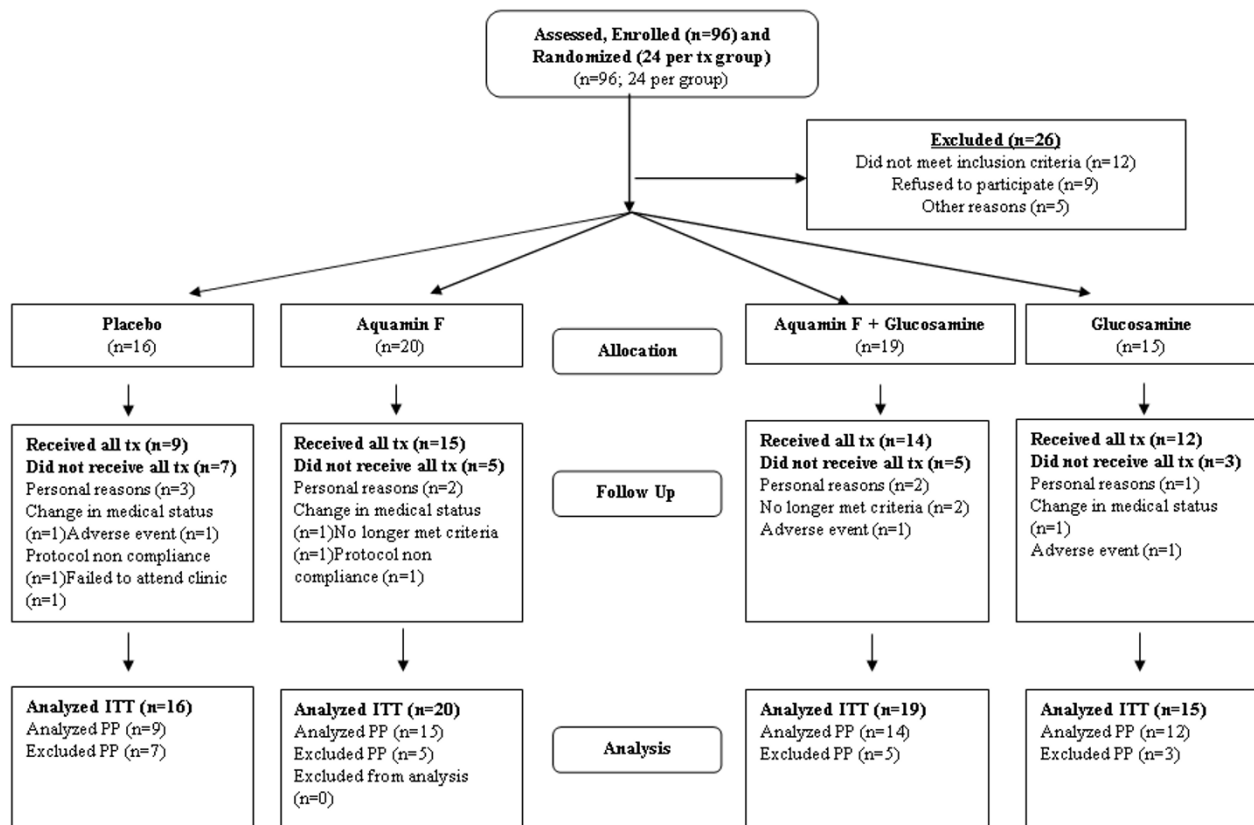 Assessed, Enrolled (n=96) and
Randomized (24 per tx group)
(n=96; 24 per group)
Excluded (n=26)
Did not meet inclusion criteria (n=12)
Refused to participate (n=9)
Other reasons (n=5)
Placebo
(n=16)
Aquamin F
(n=20)
Allocation
Aquamin F + Glucosamine
(n=19)
Glucosamine
(n=15)
Received all tx (n=9)
Did not receive all tx (n=7)
Personal reasons (n=3)
Change in medical status
(n=1)Adverse event (n=1)
Protocol non compliance
(n=1)Failed to attend clinic
(n=1)
Received all tx (n=15)
Did not receive all tx (n=5)
Personal reasons (n=2)
Change in medical status
(n=1)No longer met criteria
(n=1)Protocol non
compliance (n=1)
Follow Up
Received all tx (n=14)
Did not receive all tx (n=5)
Personal reasons (n=2)
No longer met criteria (n=2)
Adverse event (n=1)
Received all tx (n=12)
Did not receive all tx (n=3)
Personal reasons (n=1)
Change in medical status
(n=1)
Adverse event (n=1)
Analyzed ITT (n=16)
Analyzed PP (n=9)
Excluded PP (n=7)
Analyzed ITT (n=20)
Analyzed PP (n=15)
Excluded PP (n=5)
Excluded from analysis
(n=0)
Analysis
Analyzed ITT (n=19)
Analyzed PP (n=14)
Excluded PP (n=5)
Analyzed ITT (n=15)
Analyzed PP (n=12)
Excluded PP (n=3)